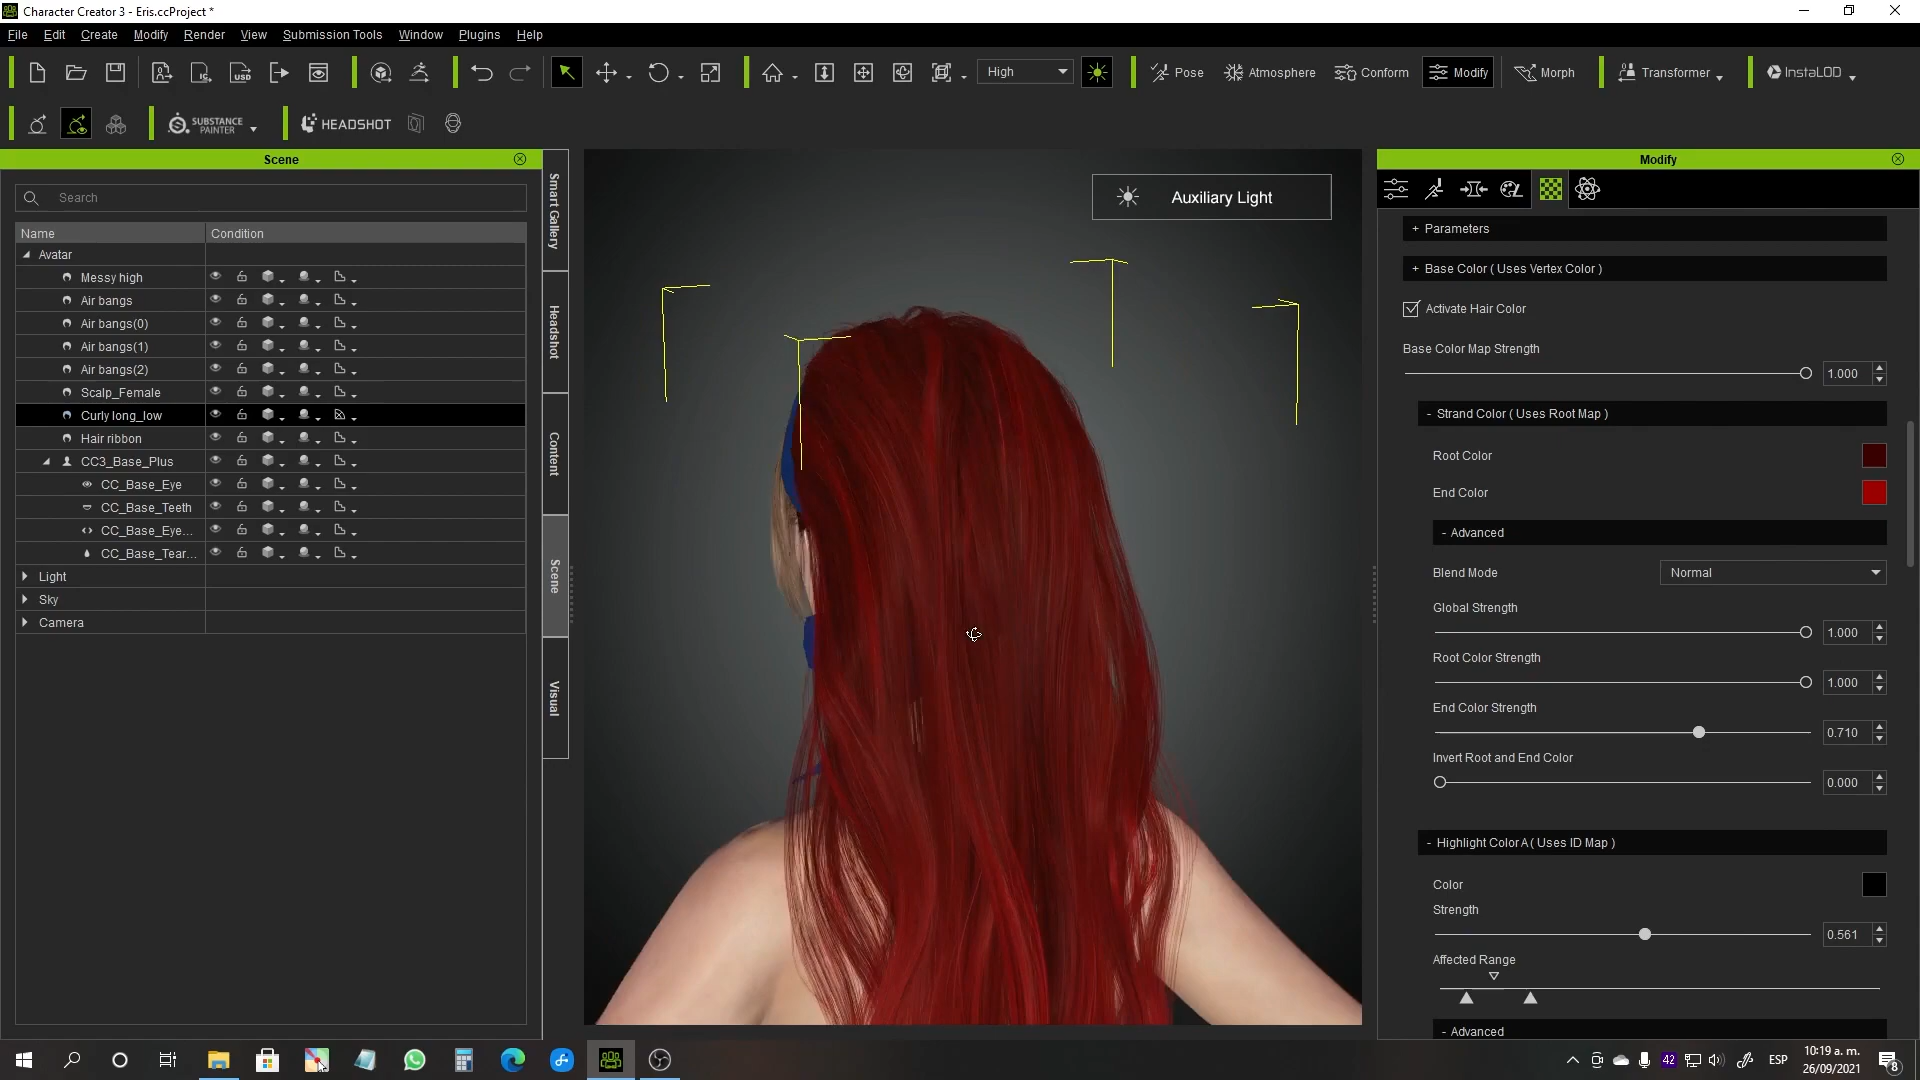 Character Creator 3 - Eris.ccProject *
File Edit Create Modify Render View Submission Tools Window Plugins Help
High Pose Atmosphere Conform Modify Morph Transformer InstaLOD
SUBSTANCE PAINTER HEADSHOT
Scene
Search
Name Condition
Avatar
Messy high
Air bangs
Air bangs(0)
Air bangs(1)
Air bangs(2)
Scalp_Female
Curly long_low
Hair ribbon
CC3_Base_Plus
CC_Base_Eye
CC_Base_Teeth
CC_Base_Eye...
CC_Base_Tear...
Light
Sky
Camera
Smart Gallery
Headshot
Content
Scene
Visual
Auxiliary Light
Modify
+ Parameters
+ Base Color ( Uses Vertex Color )
Activate Hair Color
Base Color Map Strength
1.000
- Strand Color ( Uses Root Map )
Root Color
End Color
- Advanced
Blend Mode Normal
Global Strength
1.000
Root Color Strength
1.000
End Color Strength
0.710
Invert Root and End Color
0.000
- Highlight Color A ( Uses ID Map )
Color
Strength
0.561
Affected Range
- Advanced
42 ESP 10:19 a. m.
26/09/2021
8